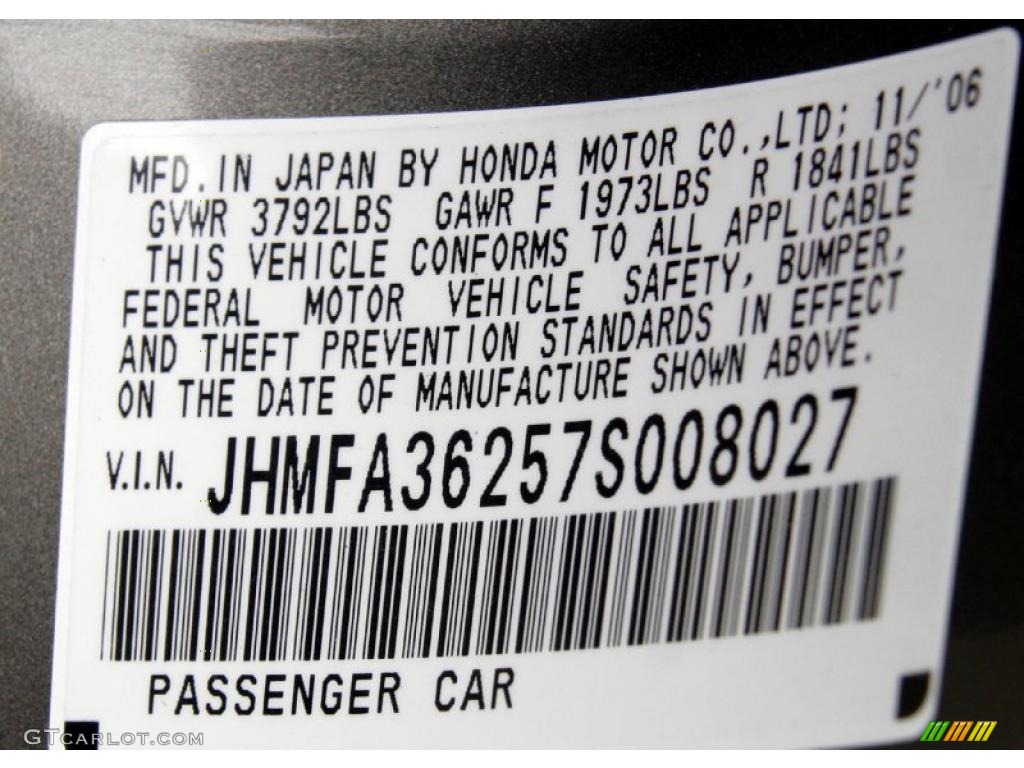 MFD. IN JAPAN BY HONDA MOTOR CO.,LTD; 11/'06
GVWR 3792LBS GAWR F 1973LBS R 1841LBS
THIS VEHICLE CONFORMS TO ALL APPLICABLE
FEDERAL MOTOR VEHICLE SAFETY, BUMPER,
AND THEFT PREVENTION STANDARDS IN EFFECT
ON THE DATE OF MANUFACTURE SHOWN ABOVE.
V.I.N. JHMFA36257S008027
PASSENGER CAR
GTCARLOT.COM